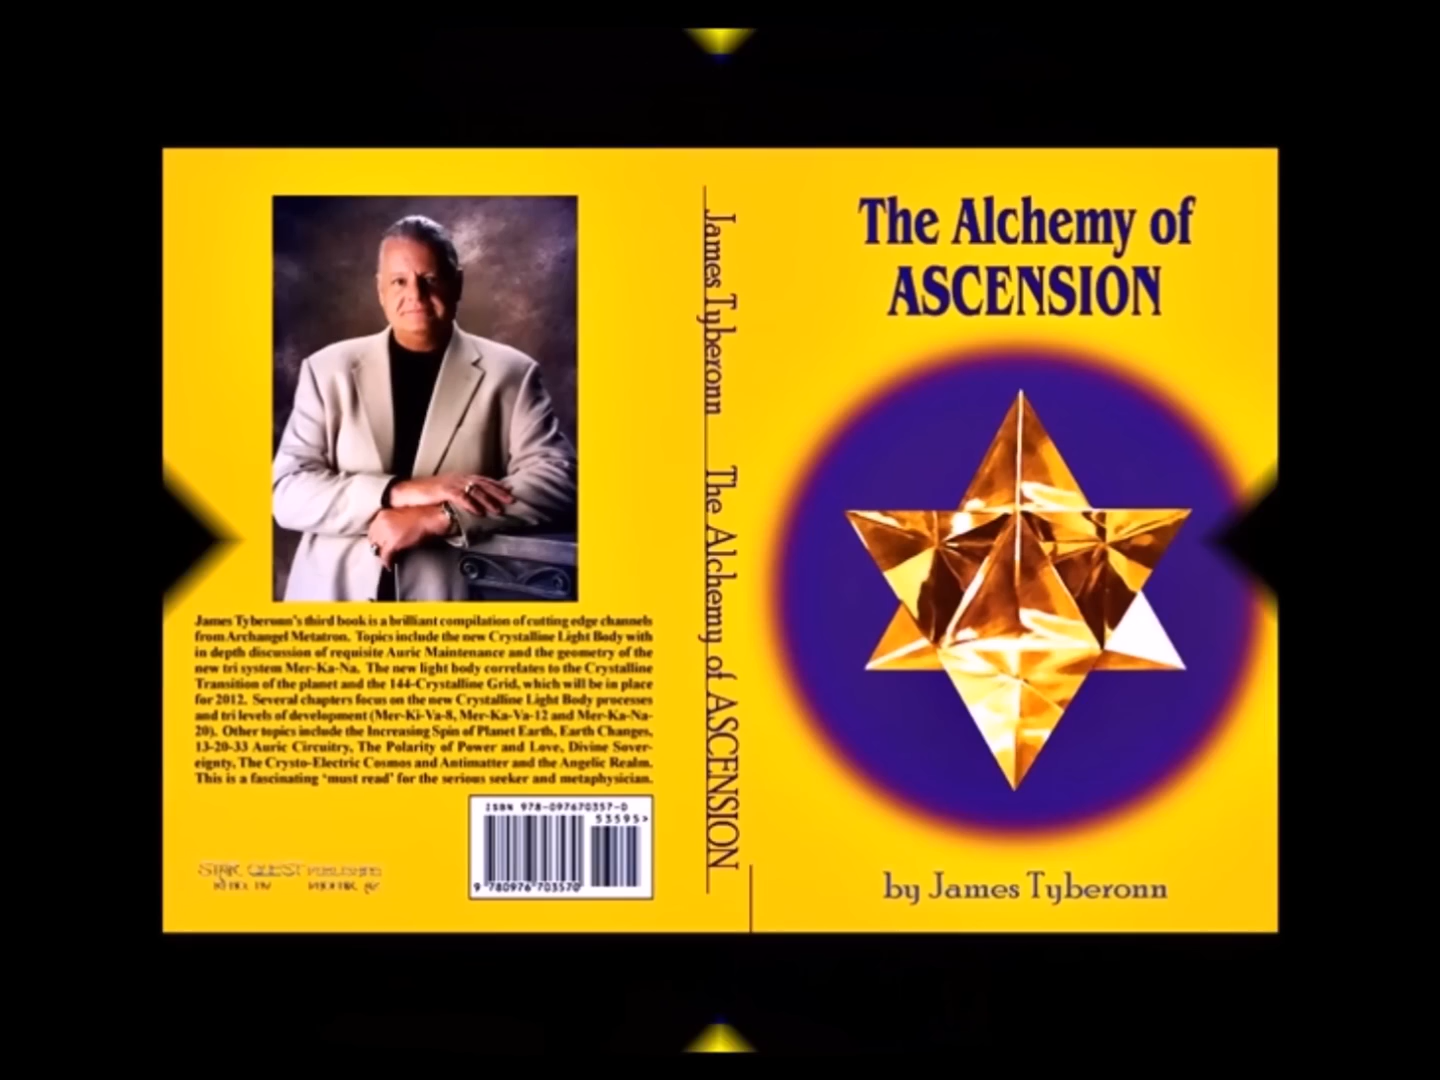 James Tyberonn's third book is a brilliant compilation of cutting edge channels
from Archangel Metatron. Topics include the new Crystalline Light Body with
in depth discussion of requisite Auric Maintenance and the geometry of the
new tri system Mer-Ka-Na. The new light body correlates to the Crystalline
Transition of the planet and the 144-Crystalline Grid, which will be in place
for 2012. Several chapters focus on the new Crystalline Light Body processes
and tri levels of development (Mer-Ki-Va-8, Mer-Ka-Va-12 and Mer-Ka-Na-
20). Other topics include the Increasing Spin of Planet Earth, Earth Changes,
13-20-33 Auric Circuitry, The Polarity of Power and Love, Divine Sover-
eignty, The Crysto-Electric Cosmos and Antimatter and the Angelic Realm.
This is a fascinating 'must read' for the serious seeker and metaphysician.
STAR QUEST
ISBN 978-097670357-0
53595>
9 780976 703570
James Tyberonn The Alchemy of ASCENSION
The Alchemy of
ASCENSION
by James Tyberonn